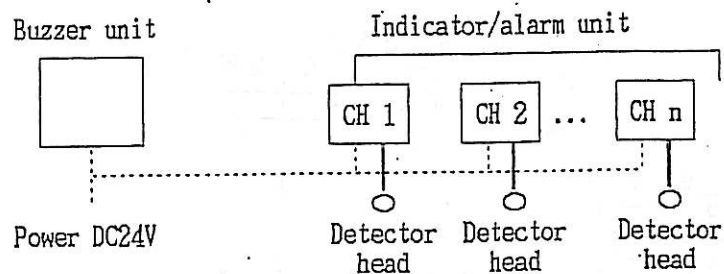 Buzzer unit Indicator/alarm unit
CH 1 CH 2 ... CH n
Power DC24V Detector head Detector head Detector head